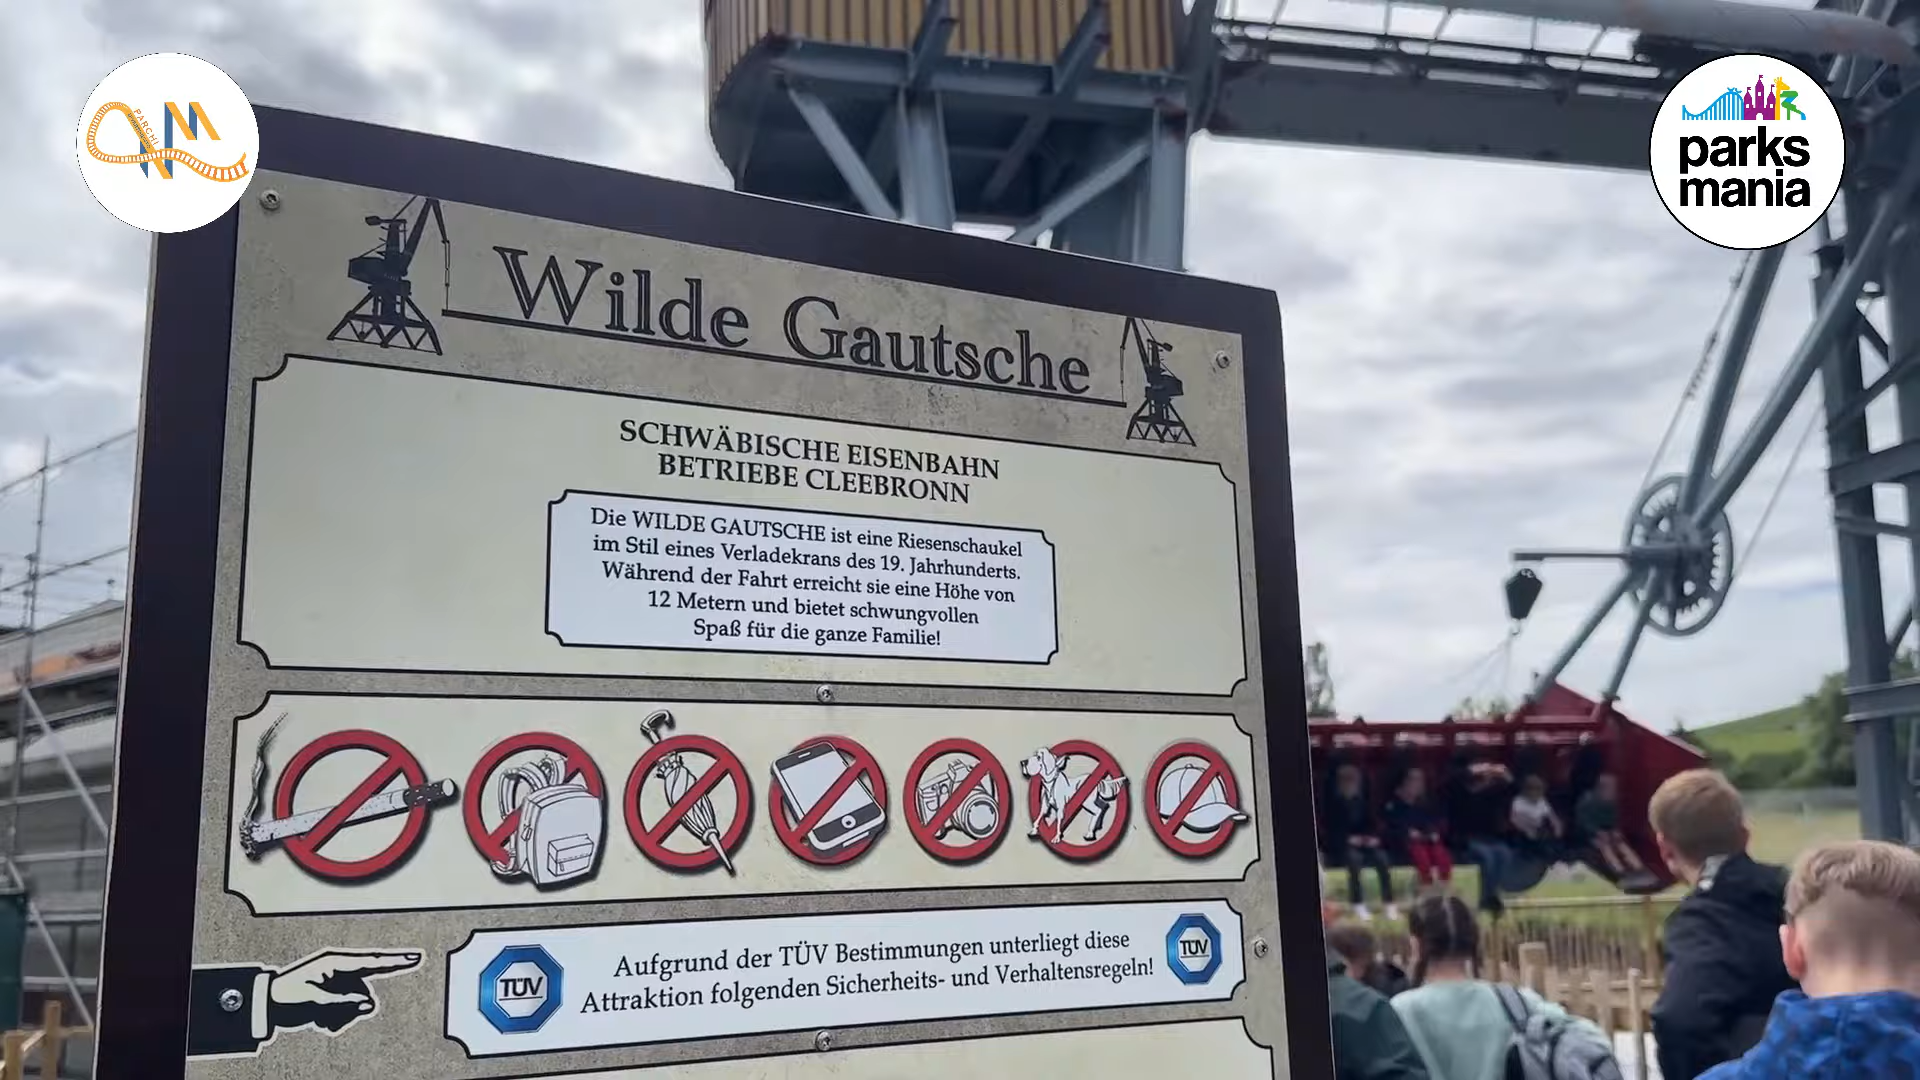 PARCHI
parks
mania
Wilde Gautsche
SCHWÄBISCHE EISENBAHN
BETRIEBE CLEEBRONN
Die WILDE GAUTSCHE ist eine Riesenschaukel
im Stil eines Verladekrans des 19. Jahrhunderts.
Während der Fahrt erreicht sie eine Höhe von
12 Metern und bietet schwungvollen
Spaß für die ganze Familie!
TÜV
Aufgrund der TÜV Bestimmungen unterliegt diese
Attraktion folgenden Sicherheits- und Verhaltensregeln!
TÜV